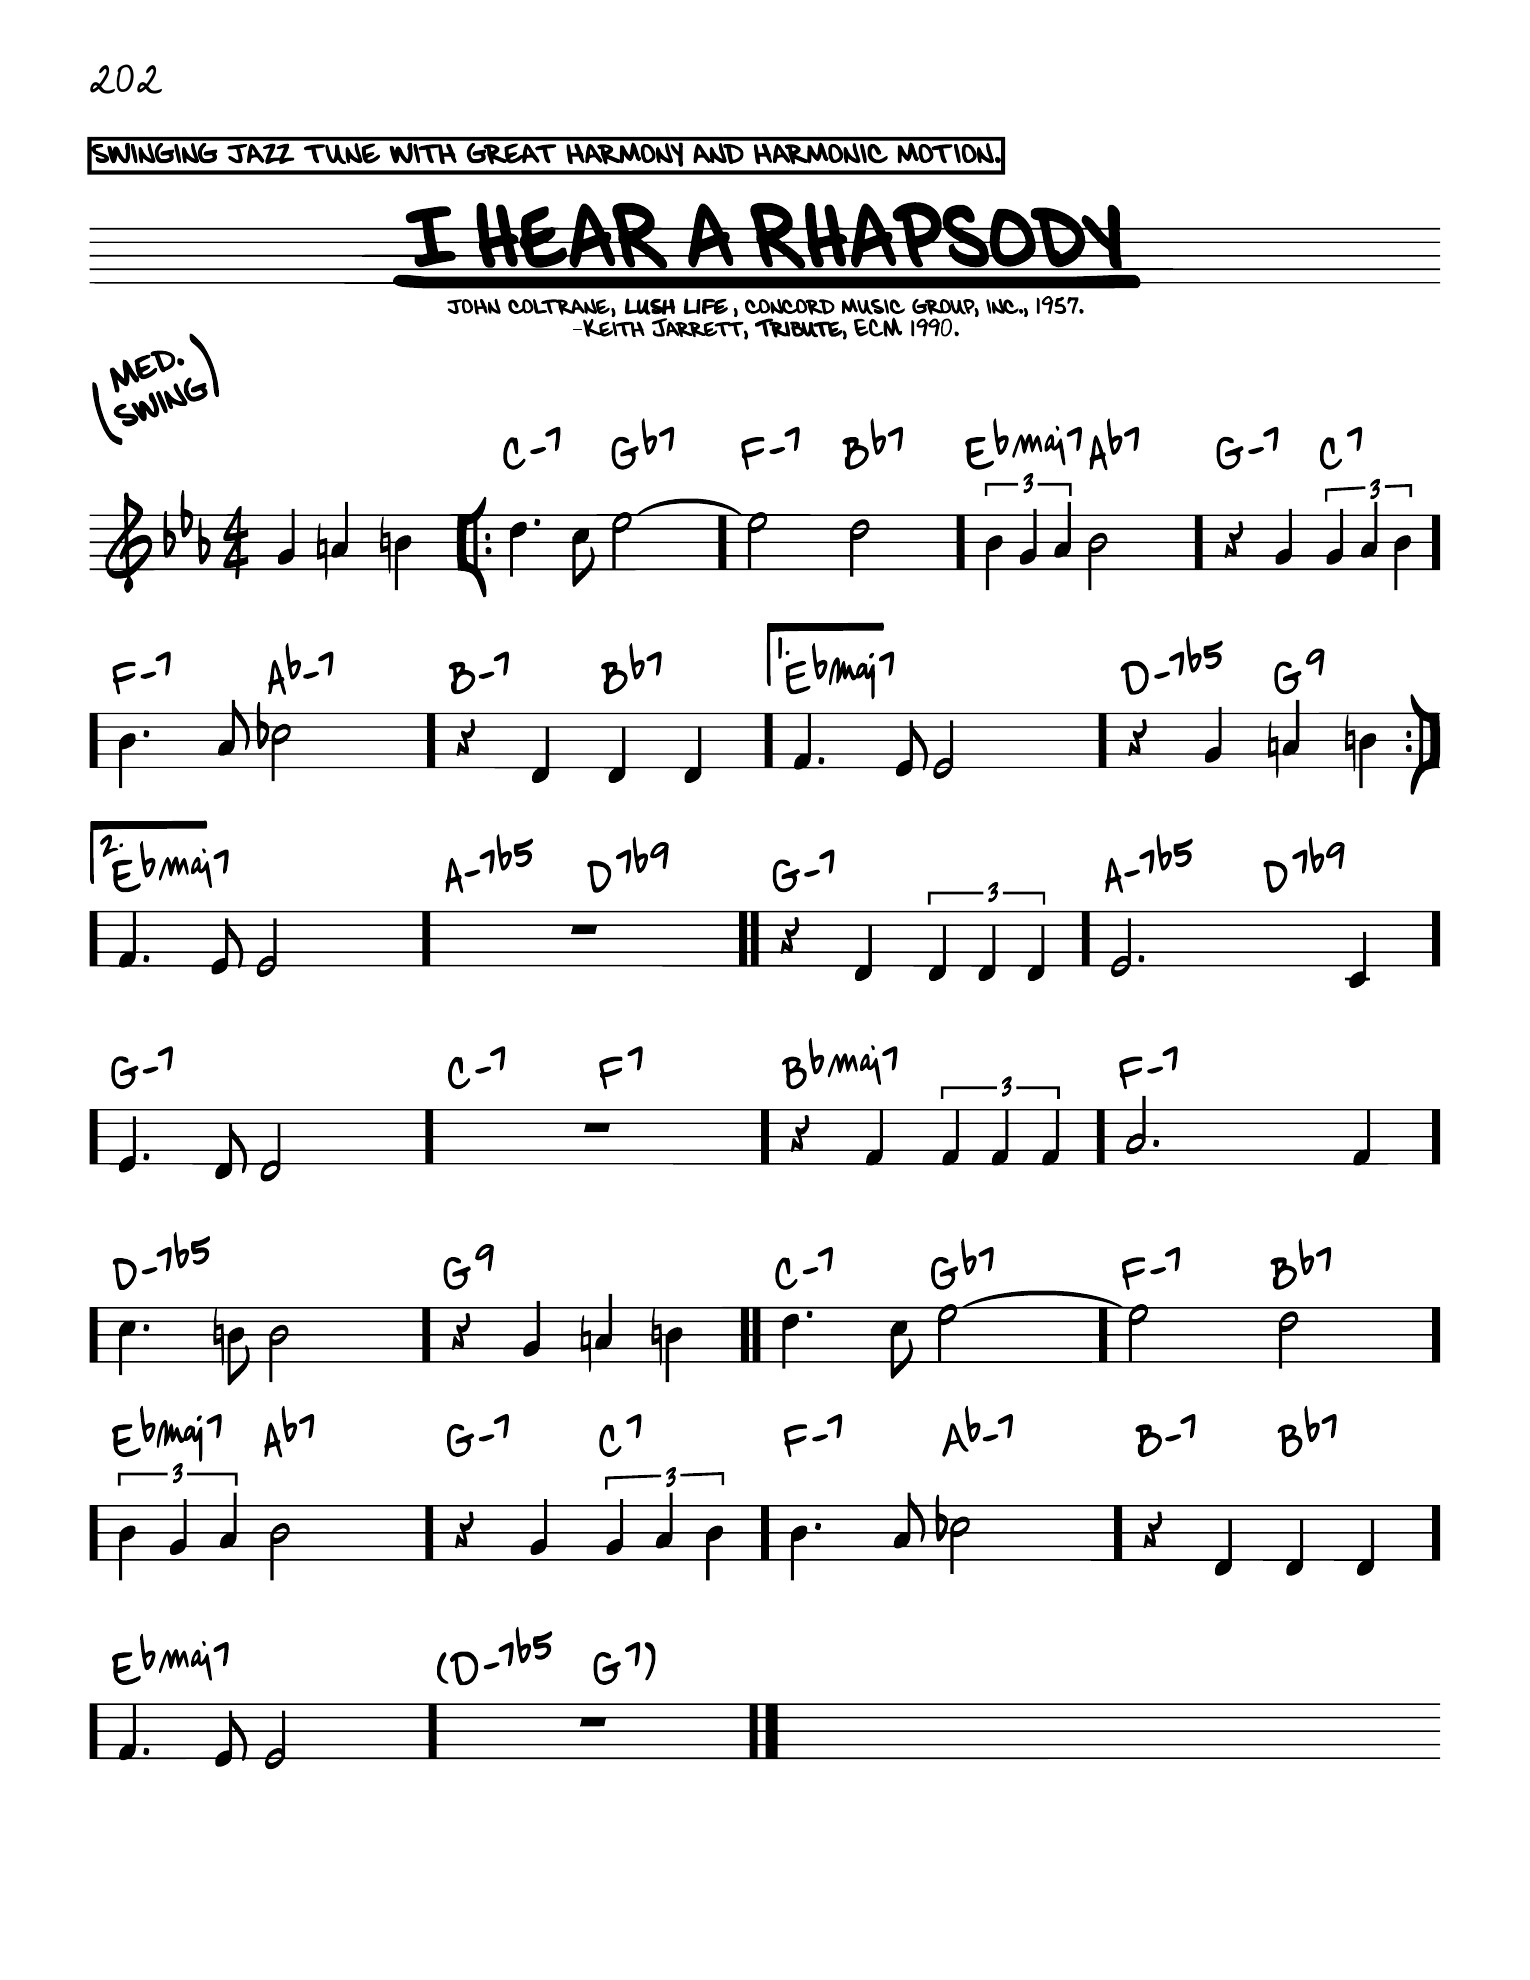 202
SWINGING JAZZ TUNE WITH GREAT HARMONY AND HARMONIC MOTION.
I HEAR A RHAPSODY
JOHN COLTRANE, LUSH LIFE, CONCORD MUSIC GROUP, INC., 1957.
-KEITH JARRETT, TRIBUTE, ECM 1990.
(MED.
SWING)
C-7 Gb7 F-7 Bb7 Ebmaj7 Ab7 G-7 C7
3 3
4
4
F-7 Ab-7 B-7 Bb7 1. Ebmaj7 D-7b5 G9
2. Ebmaj7 A-7b5 D7b9 G-7 A-7b5 D7b9
3
G-7 C-7 F7 Bbmaj7 F-7
3
D-7b5 G9 C-7 Gb7 F-7 Bb7
Ebmaj7 Ab7 G-7 C7 F-7 Ab-7 B-7 Bb7
3 3
Ebmaj7 (D-7b5 G7)